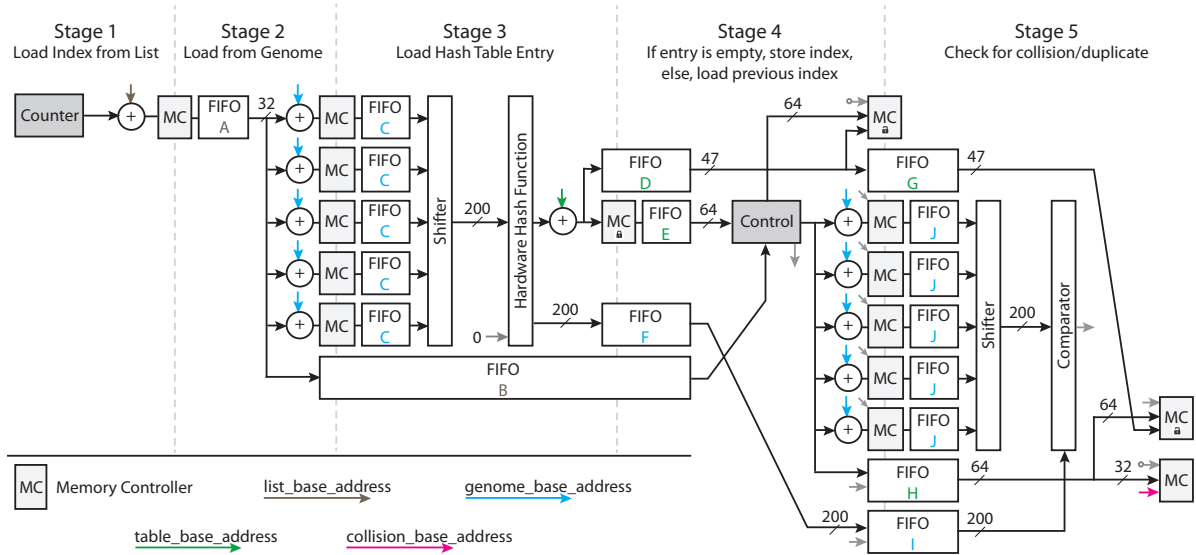 Stage 1
Load Index from List
Stage 2
Load from Genome
Stage 3
Load Hash Table Entry
Stage 4
If entry is empty, store index,
else, load previous index
Stage 5
Check for collision/duplicate
Counter
+
MC
FIFO
A
32
+
MC
FIFO
C
+
MC
FIFO
C
+
MC
FIFO
C
+
MC
FIFO
C
+
MC
FIFO
C
Shifter
200
Hardware Hash Function
0
200
+
FIFO
B
FIFO
D
47
MC
FIFO
E
64
FIFO
F
Control
64
MC
FIFO
G
47
+
MC
FIFO
J
+
MC
FIFO
J
+
MC
FIFO
J
+
MC
FIFO
J
+
MC
FIFO
J
Shifter
200
Comparator
FIFO
H
64
200
FIFO
I
200
64
MC
32
MC
MC
Memory Controller
list_base_address
genome_base_address
table_base_address
collision_base_address